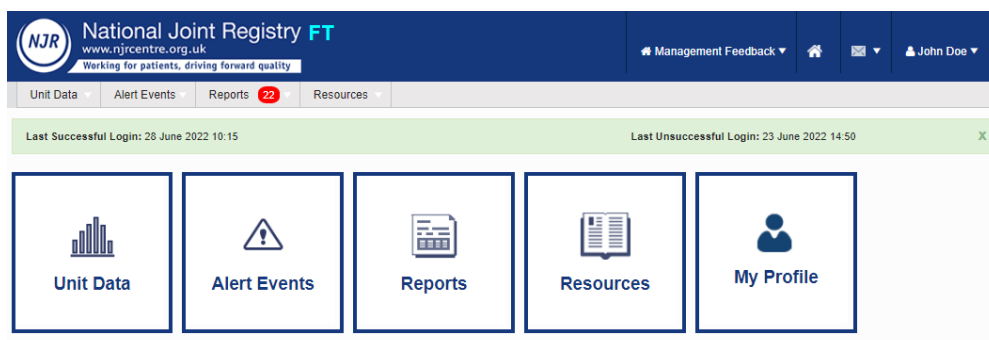 NJR
National Joint Registry FT
www.njrcentre.org.uk
Working for patients, driving forward quality
Management Feedback
John Doe
Unit Data Alert Events Reports 22 Resources
Last Successful Login: 28 June 2022 10:15 Last Unsuccessful Login: 23 June 2022 14:50 X
Unit Data Alert Events Reports Resources My Profile